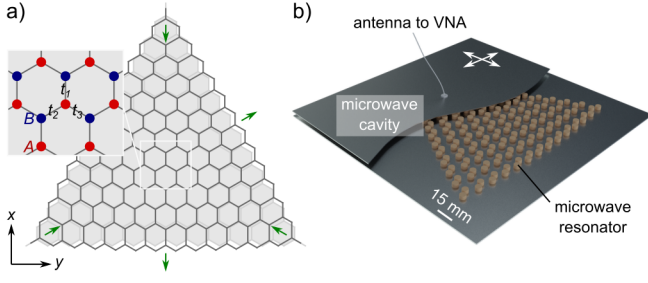 a)
t1
B t2 t3
A
x
y
b)
antenna to VNA
microwave
cavity
15 mm
microwave
resonator